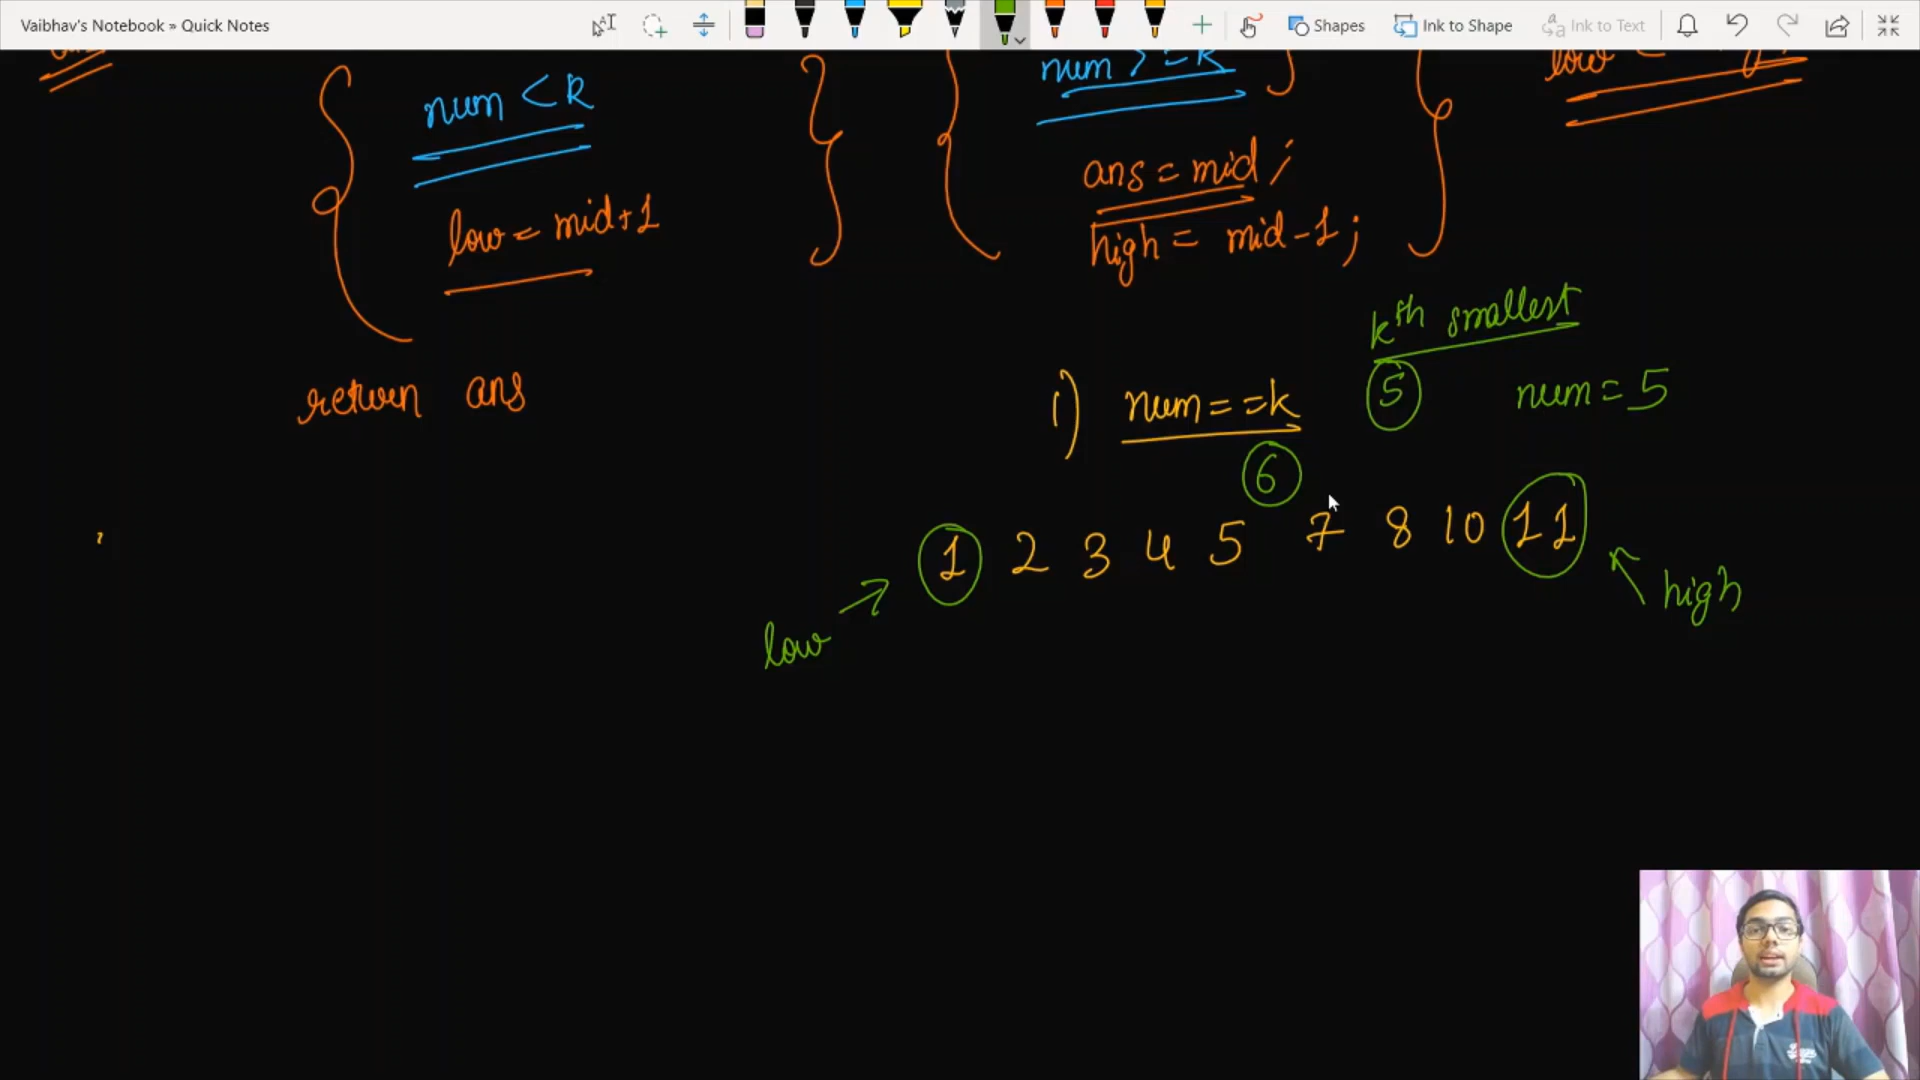 Vaibhav's Notebook » Quick Notes
Shapes
Ink to Shape
Ink to Text
num < k
low = mid+1
num >= k
ans = mid ;
high = mid-1 ;
low
return ans
kth smallest
i) num==k
5
num = 5
6
1 2 3 4 5 7 8 10 11
low
high